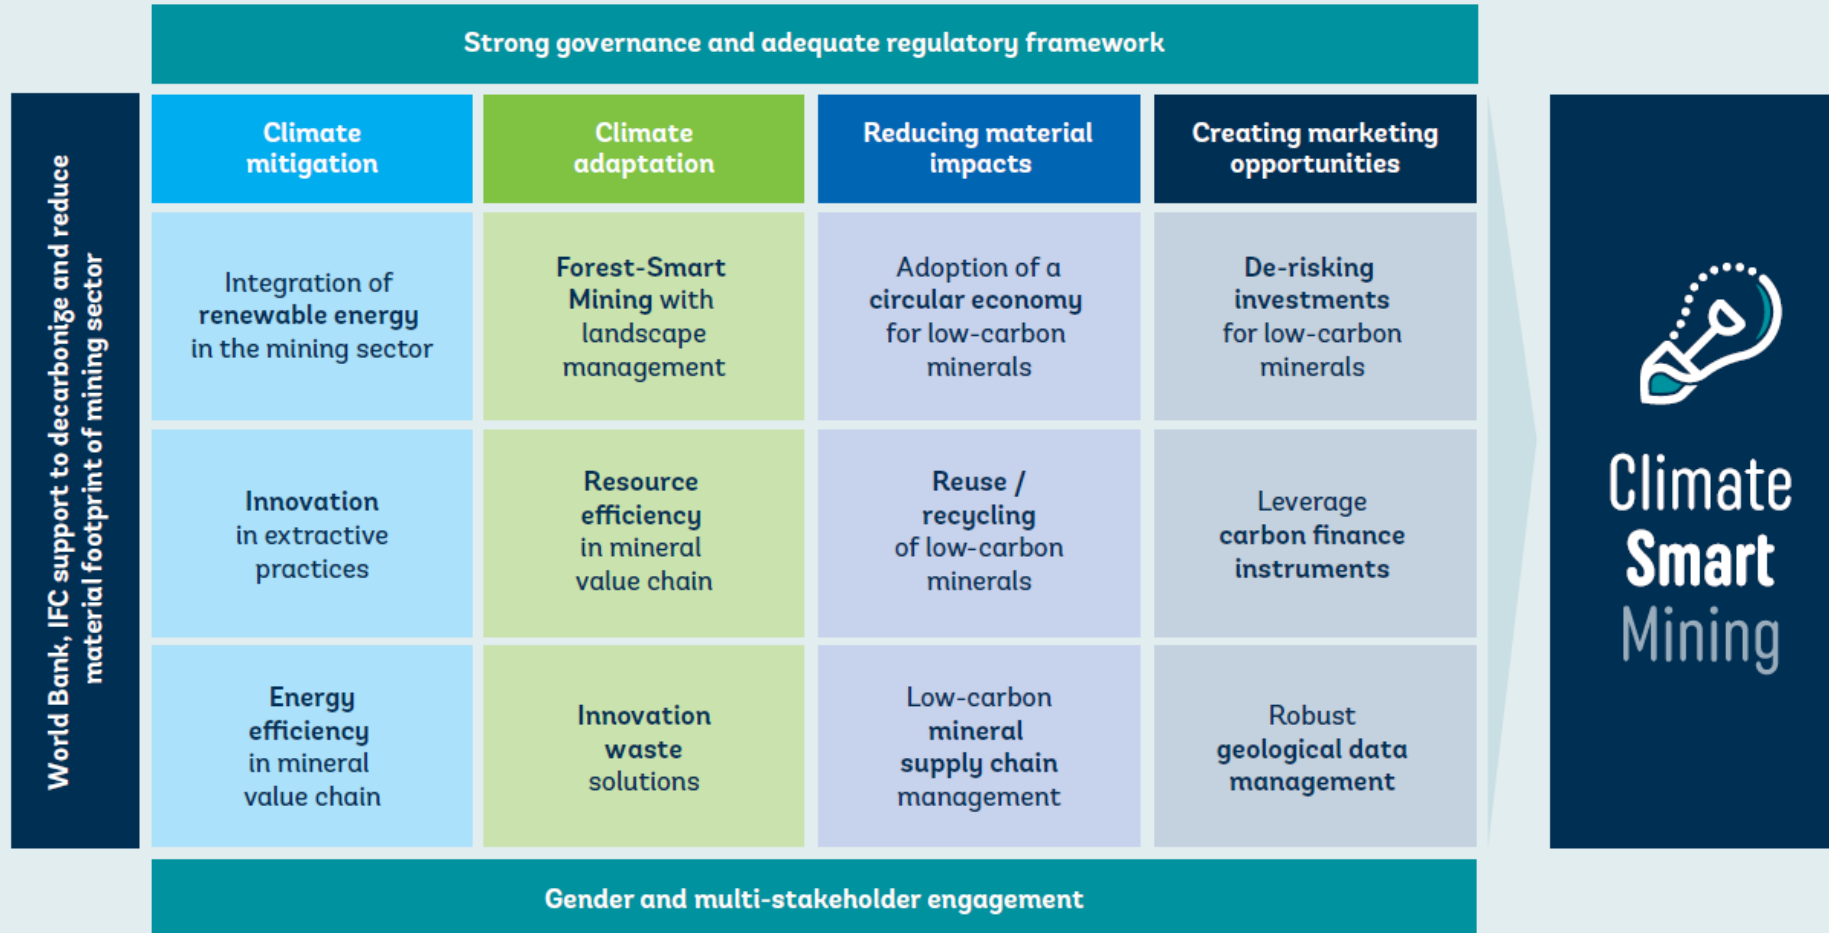 Strong governance and adequate regulatory framework
World Bank, IFC support to decarbonize and reduce
material footprint of mining sector
Climate
mitigation
Integration of
renewable energy
in the mining sector
Innovation
in extractive
practices
Energy
efficiency
in mineral
value chain
Climate
adaptation
Forest-Smart
Mining with
landscape
management
Resource
efficiency
in mineral
value chain
Innovation
waste
solutions
Reducing material
impacts
Adoption of a
circular economy
for low-carbon
minerals
Reuse /
recycling
of low-carbon
minerals
Low-carbon
mineral
supply chain
management
Creating marketing
opportunities
De-risking
investments
for low-carbon
minerals
Leverage
carbon finance
instruments
Robust
geological data
management
Climate
Smart
Mining
Gender and multi-stakeholder engagement